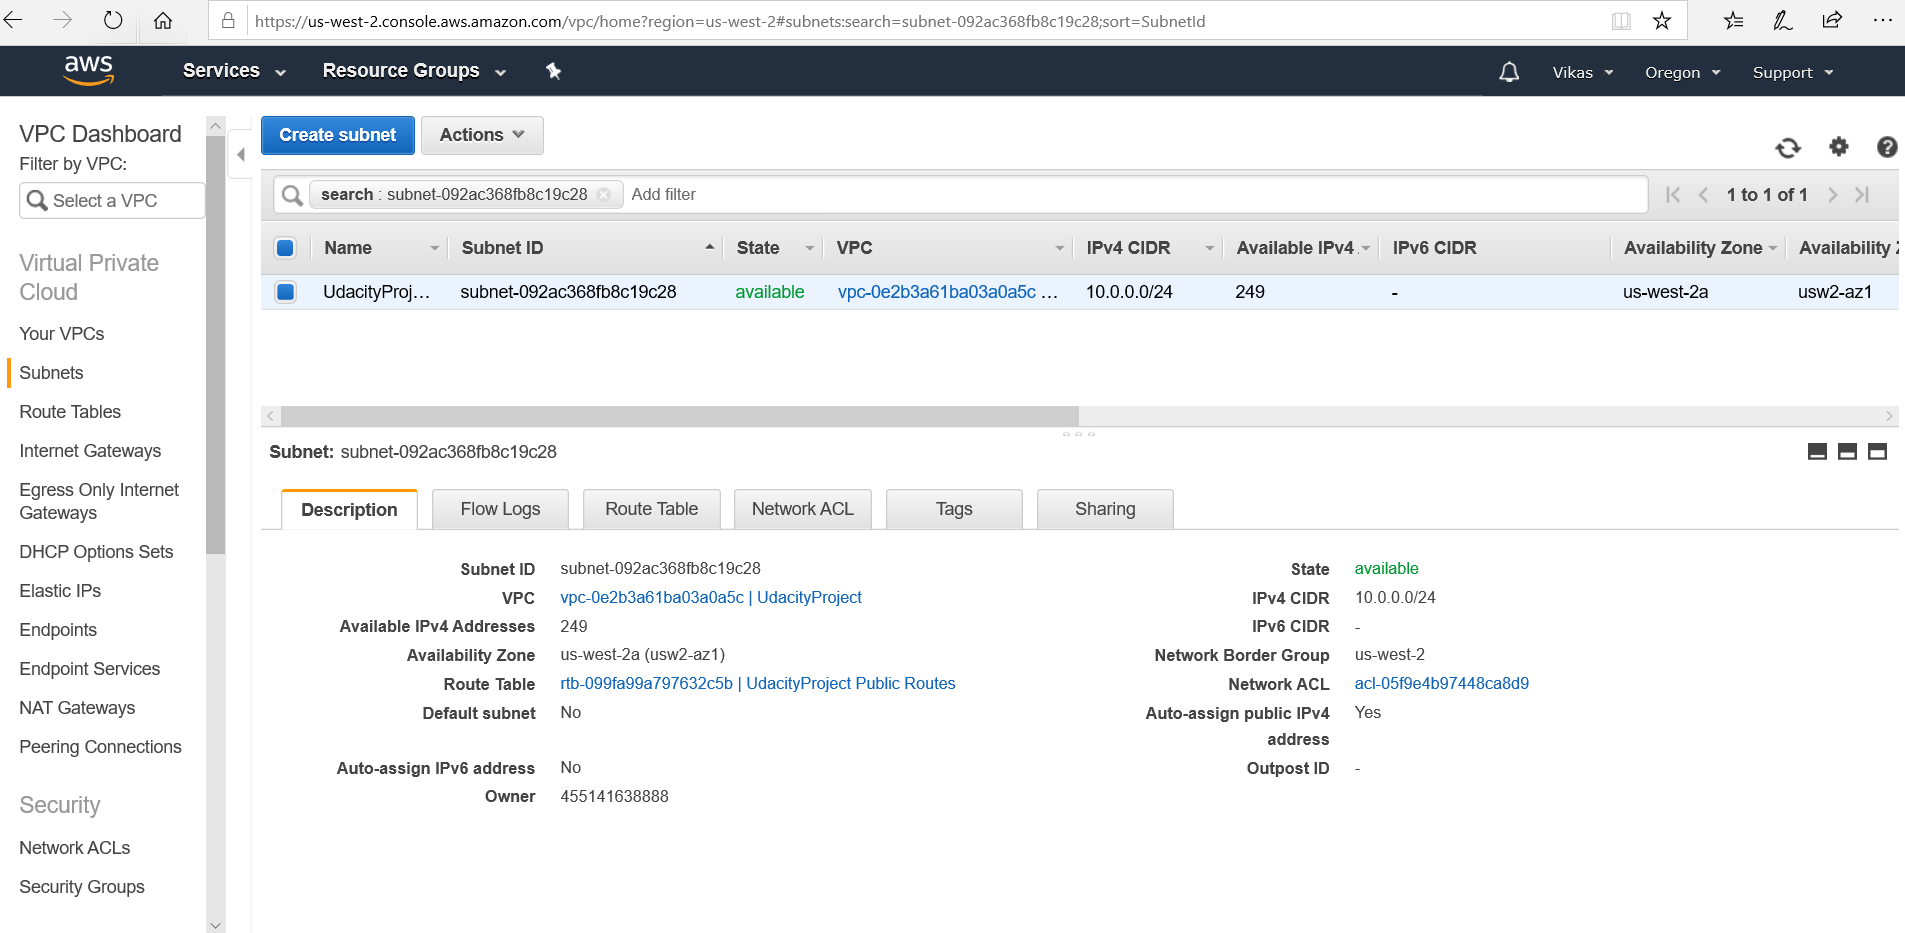 https://us-west-2.console.aws.amazon.com/vpc/home?region=us-west-2#subnets:search=subnet-092ac368fb8c19c28;sort=SubnetId
aws Services Resource Groups Vikas Oregon Support
VPC Dashboard
Filter by VPC:
Select a VPC
Virtual Private
Cloud
Your VPCs
Subnets
Route Tables
Internet Gateways
Egress Only Internet
Gateways
DHCP Options Sets
Elastic IPs
Endpoints
Endpoint Services
NAT Gateways
Peering Connections
Security
Network ACLs
Security Groups
Create subnet Actions
search : subnet-092ac368fb8c19c28 Add filter 1 to 1 of 1
Name Subnet ID State VPC IPv4 CIDR Available IPv4 IPv6 CIDR Availability Zone Availability
UdacityProj... subnet-092ac368fb8c19c28 available vpc-0e2b3a61ba03a0a5c ... 10.0.0.0/24 249 - us-west-2a usw2-az1
Subnet: subnet-092ac368fb8c19c28
Description Flow Logs Route Table Network ACL Tags Sharing
Subnet ID subnet-092ac368fb8c19c28 State available
VPC vpc-0e2b3a61ba03a0a5c | UdacityProject IPv4 CIDR 10.0.0.0/24
Available IPv4 Addresses 249 IPv6 CIDR -
Availability Zone us-west-2a (usw2-az1) Network Border Group us-west-2
Route Table rtb-099fa99a797632c5b | UdacityProject Public Routes Network ACL acl-05f9e4b97448ca8d9
Default subnet No Auto-assign public IPv4 Yes
address
Auto-assign IPv6 address No Outpost ID -
Owner 455141638888